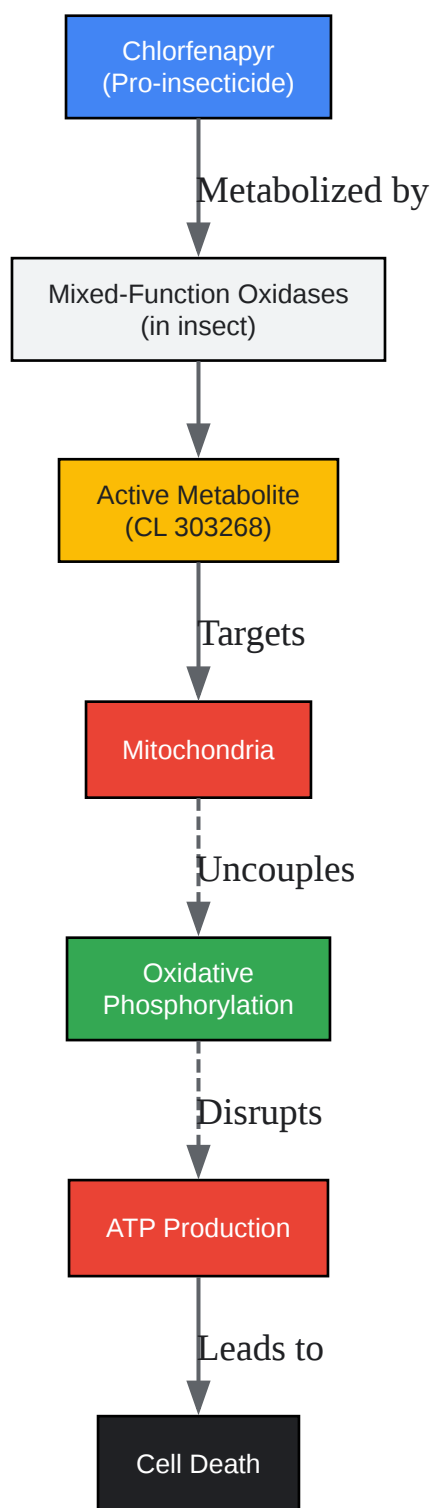 Chlorfenapyr
(Pro-insecticide)
Metabolized by
Mixed-Function Oxidases
(in insect)
Active Metabolite
(CL 303268)
Targets
Mitochondria
Uncouples
Oxidative
Phosphorylation
Disrupts
ATP Production
Leads to
Cell Death